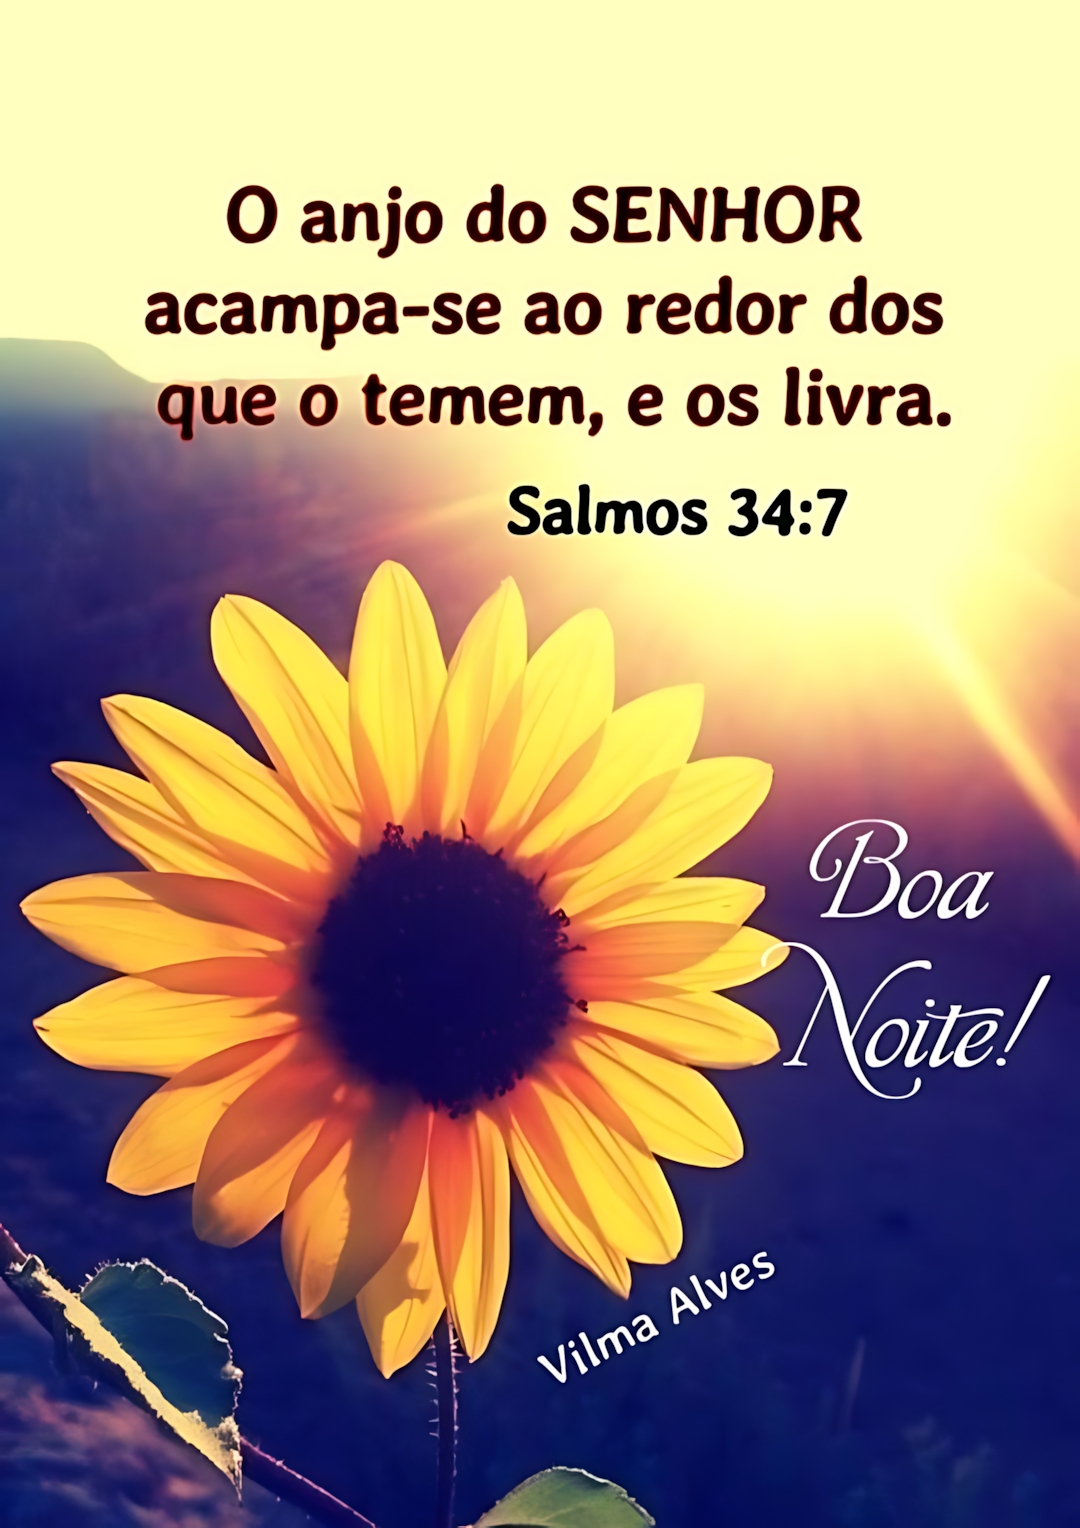 O anjo do SENHOR
acampa-se ao redor dos
que o temem, e os livra.
Salmos 34:7
Boa
Noite!
Vilma Alves